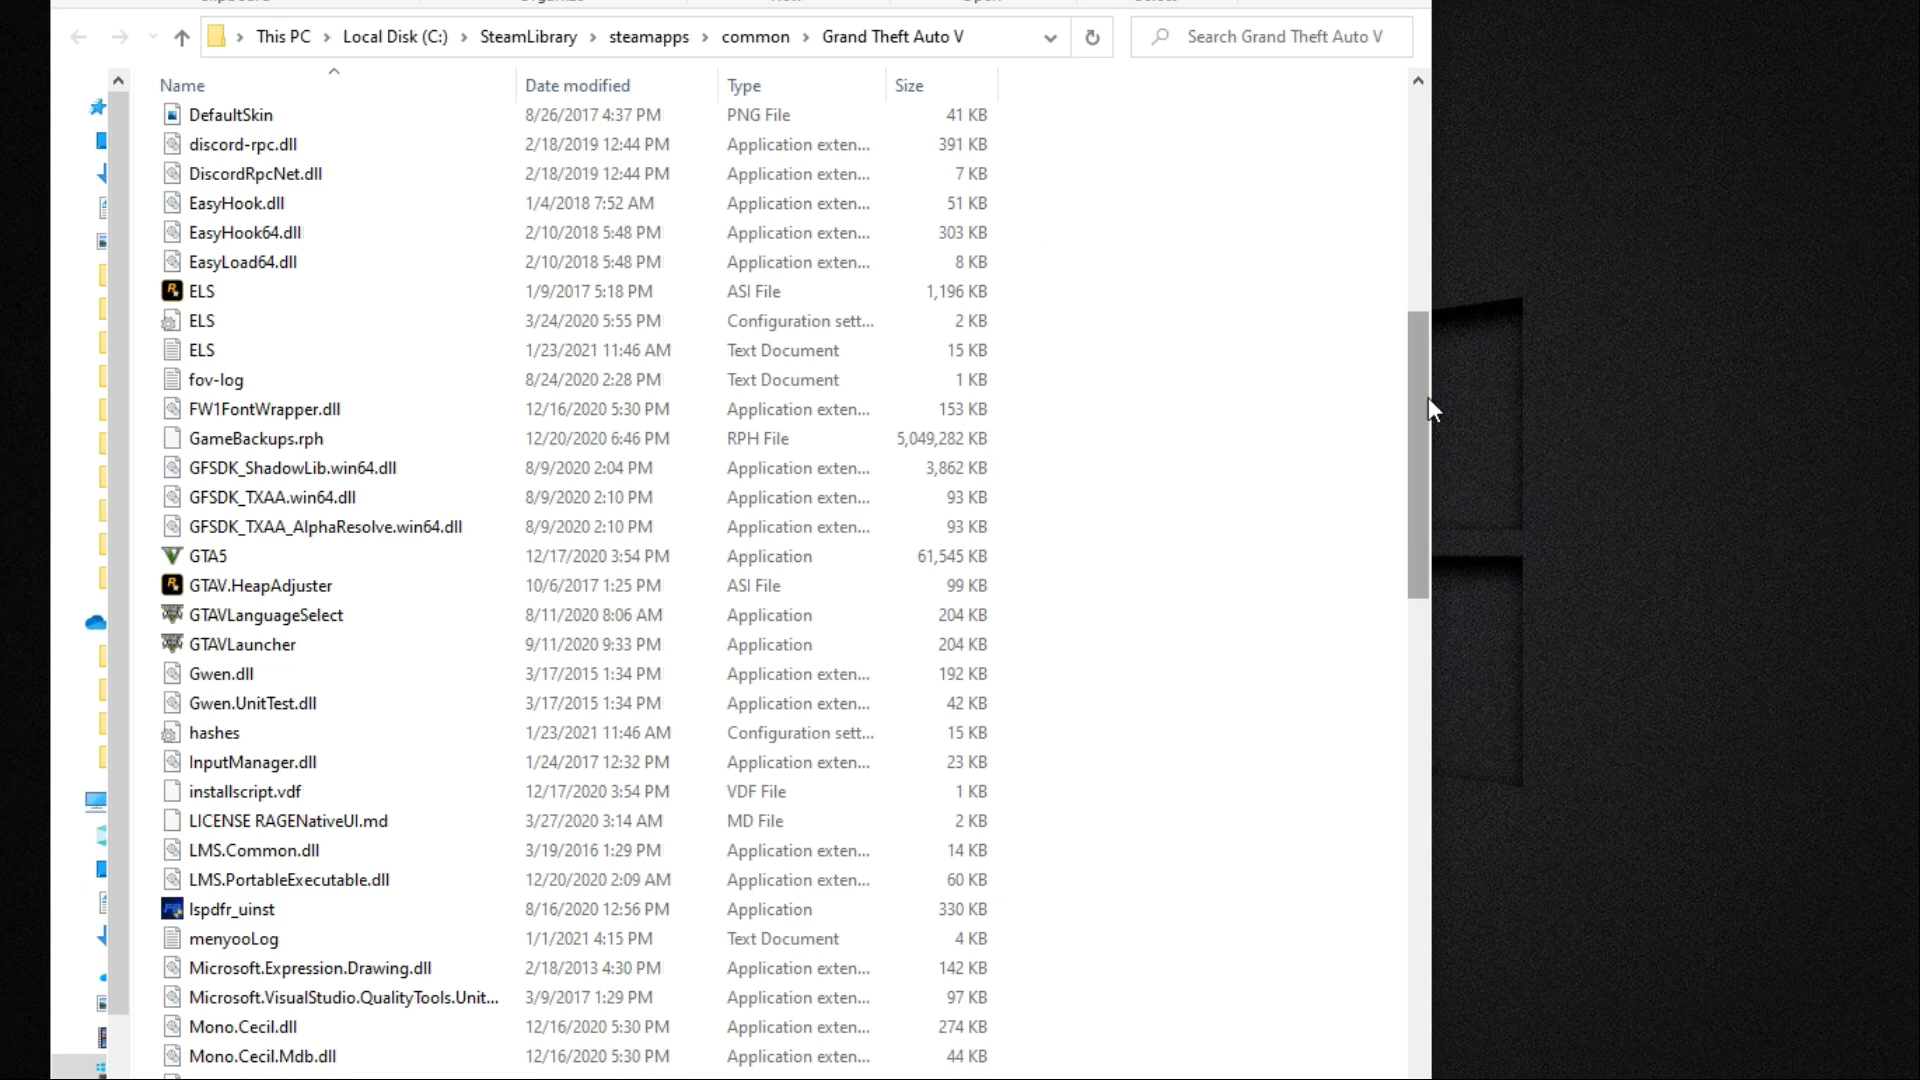 This PC > Local Disk (C:) > SteamLibrary > steamapps > common > Grand Theft Auto V
Search Grand Theft Auto V
Name Date modified Type Size
DefaultSkin 8/26/2017 4:37 PM PNG File 41 KB
discord-rpc.dll 2/18/2019 12:44 PM Application exten... 391 KB
DiscordRpcNet.dll 2/18/2019 12:44 PM Application exten... 7 KB
EasyHook.dll 1/4/2018 7:52 AM Application exten... 51 KB
EasyHook64.dll 2/10/2018 5:48 PM Application exten... 303 KB
EasyLoad64.dll 2/10/2018 5:48 PM Application exten... 8 KB
ELS 1/9/2017 5:18 PM ASI File 1,196 KB
ELS 3/24/2020 5:55 PM Configuration sett... 2 KB
ELS 1/23/2021 11:46 AM Text Document 15 KB
fov-log 8/24/2020 2:28 PM Text Document 1 KB
FW1FontWrapper.dll 12/16/2020 5:30 PM Application exten... 153 KB
GameBackups.rph 12/20/2020 6:46 PM RPH File 5,049,282 KB
GFSDK_ShadowLib.win64.dll 8/9/2020 2:04 PM Application exten... 3,862 KB
GFSDK_TXAA.win64.dll 8/9/2020 2:10 PM Application exten... 93 KB
GFSDK_TXAA_AlphaResolve.win64.dll 8/9/2020 2:10 PM Application exten... 93 KB
GTA5 12/17/2020 3:54 PM Application 61,545 KB
GTAV.HeapAdjuster 10/6/2017 1:25 PM ASI File 99 KB
GTAVLanguageSelect 8/11/2020 8:06 AM Application 204 KB
GTAVLauncher 9/11/2020 9:33 PM Application 204 KB
Gwen.dll 3/17/2015 1:34 PM Application exten... 192 KB
Gwen.UnitTest.dll 3/17/2015 1:34 PM Application exten... 42 KB
hashes 1/23/2021 11:46 AM Configuration sett... 15 KB
InputManager.dll 1/24/2017 12:32 PM Application exten... 23 KB
installscript.vdf 12/17/2020 3:54 PM VDF File 1 KB
LICENSE RAGENativeUI.md 3/27/2020 3:14 AM MD File 2 KB
LMS.Common.dll 3/19/2016 1:29 PM Application exten... 14 KB
LMS.PortableExecutable.dll 12/20/2020 2:09 AM Application exten... 60 KB
lspdfr_uinst 8/16/2020 12:56 PM Application 330 KB
menyooLog 1/1/2021 4:15 PM Text Document 4 KB
Microsoft.Expression.Drawing.dll 2/18/2013 4:30 PM Application exten... 142 KB
Microsoft.VisualStudio.QualityTools.Unit... 3/9/2017 1:29 PM Application exten... 97 KB
Mono.Cecil.dll 12/16/2020 5:30 PM Application exten... 274 KB
Mono.Cecil.Mdb.dll 12/16/2020 5:30 PM Application exten... 44 KB